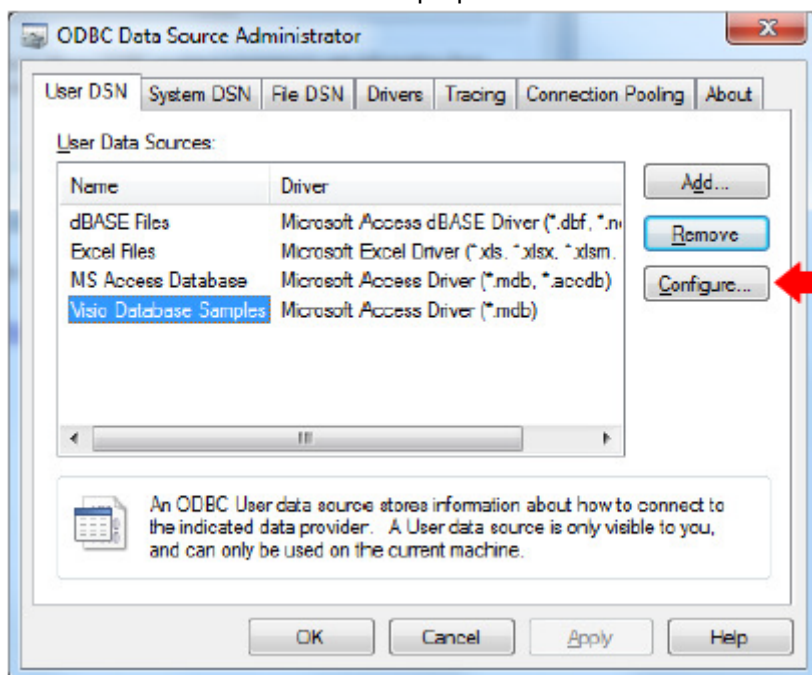 ODBC Data Source Administrator
User DSN System DSN File DSN Drivers Tracing Connection Pooling About
User Data Sources:
Name Driver
dBASE Files Microsoft Access dBASE Driver (*.dbf, *.n
Excel Files Microsoft Excel Driver (*.xls, *.xlsx, *.xlsm,
MS Access Database Microsoft Access Driver (*.mdb, *.accdb)
Visio Database Samples Microsoft Access Driver (*.mdb)
Add...
Remove
Configure...
An ODBC User data source stores information about how to connect to
the indicated data provider. A User data source is only visible to you,
and can only be used on the current machine.
OK Cancel Apply Help